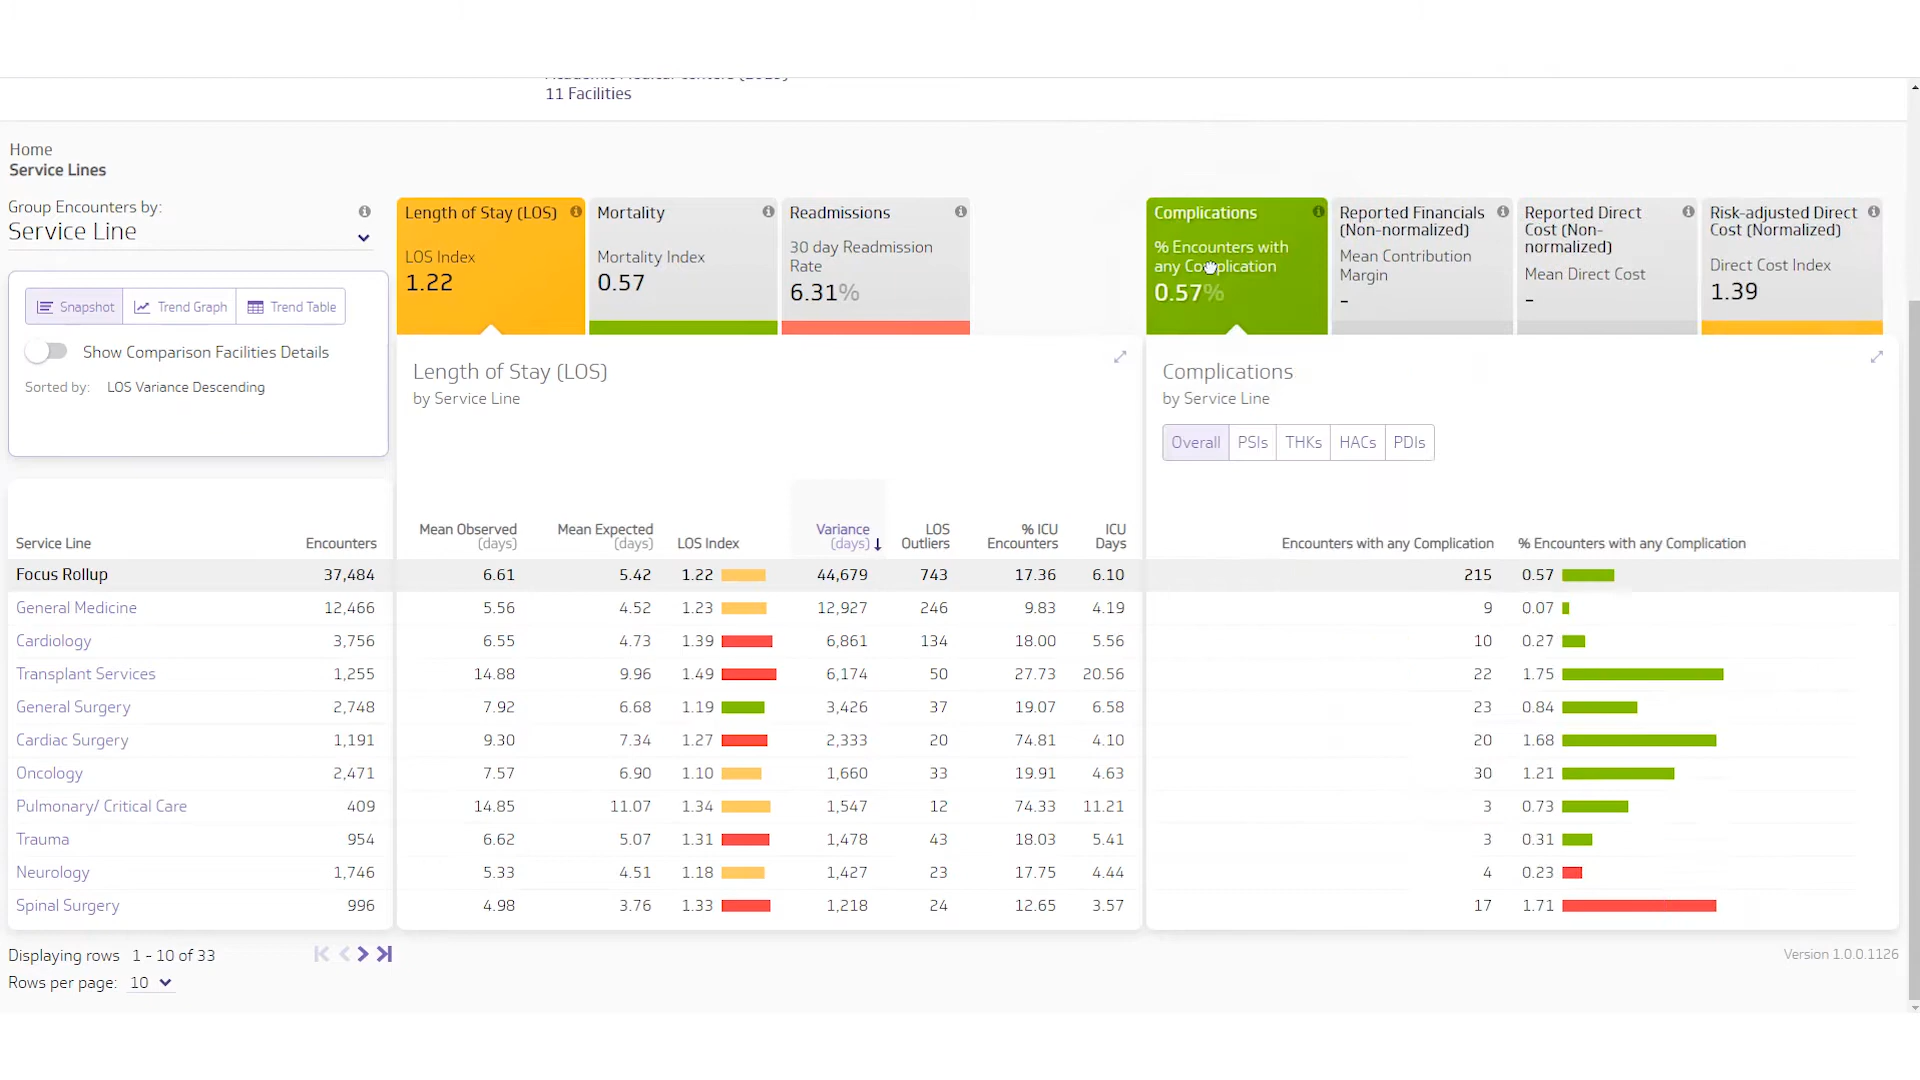 11 Facilities
Home
Service Lines
Group Encounters by:
Service Line
Snapshot
Trend Graph
Trend Table
Show Comparison Facilities Details
Sorted by: LOS Variance Descending
Length of Stay (LOS)
LOS Index
1.22
Mortality
Mortality Index
0.57
Readmissions
30 day Readmission
Rate
6.31%
Complications
% Encounters with
any Complication
0.57%
Reported Financials
(Non-normalized)
Mean Contribution
Margin
-
Reported Direct
Cost (Non-
normalized)
Mean Direct Cost
-
Risk-adjusted Direct
Cost (Normalized)
Direct Cost Index
1.39
Length of Stay (LOS)
by Service Line
Complications
by Service Line
Overall PSIs THKs HACs PDIs
Service Line Encounters Mean Observed (days) Mean Expected (days) LOS Index Variance (days) LOS Outliers % ICU Encounters ICU Days Encounters with any Complication % Encounters with any Complication
Focus Rollup 37,484 6.61 5.42 1.22 44,679 743 17.36 6.10 215 0.57
General Medicine 12,466 5.56 4.52 1.23 12,927 246 9.83 4.19 9 0.07
Cardiology 3,756 6.55 4.73 1.39 6,861 134 18.00 5.56 10 0.27
Transplant Services 1,255 14.88 9.96 1.49 6,174 50 27.73 20.56 22 1.75
General Surgery 2,748 7.92 6.68 1.19 3,426 37 19.07 6.58 23 0.84
Cardiac Surgery 1,191 9.30 7.34 1.27 2,333 20 74.81 4.10 20 1.68
Oncology 2,471 7.57 6.90 1.10 1,660 33 19.91 4.63 30 1.21
Pulmonary/ Critical Care 409 14.85 11.07 1.34 1,547 12 74.33 11.21 3 0.73
Trauma 954 6.62 5.07 1.31 1,478 43 18.03 5.41 3 0.31
Neurology 1,746 5.33 4.51 1.18 1,427 23 17.75 4.44 4 0.23
Spinal Surgery 996 4.98 3.76 1.33 1,218 24 12.65 3.57 17 1.71
Displaying rows 1 - 10 of 33
Rows per page: 10
Version 1.0.0.1126